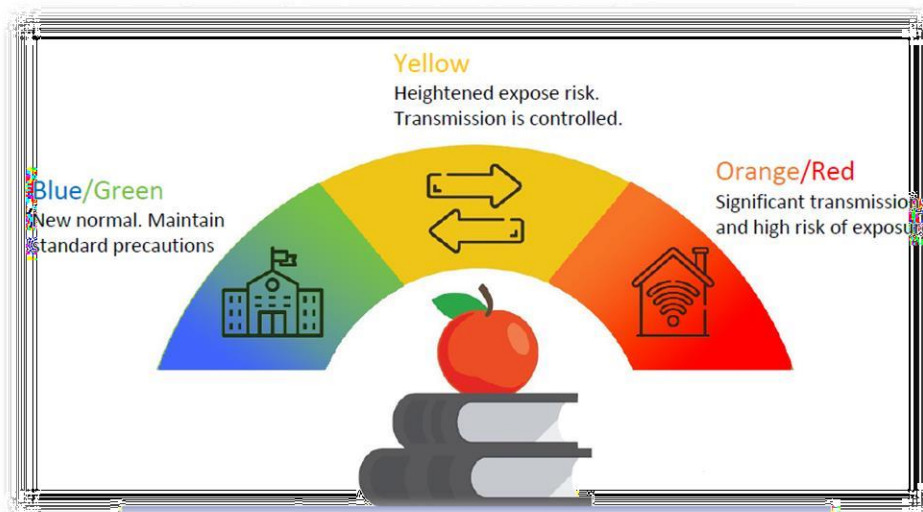 Yellow
Heightened expose risk.
Transmission is controlled.
Blue/Green
New normal. Maintain
standard precautions
Orange/Red
Significant transmission
and high risk of